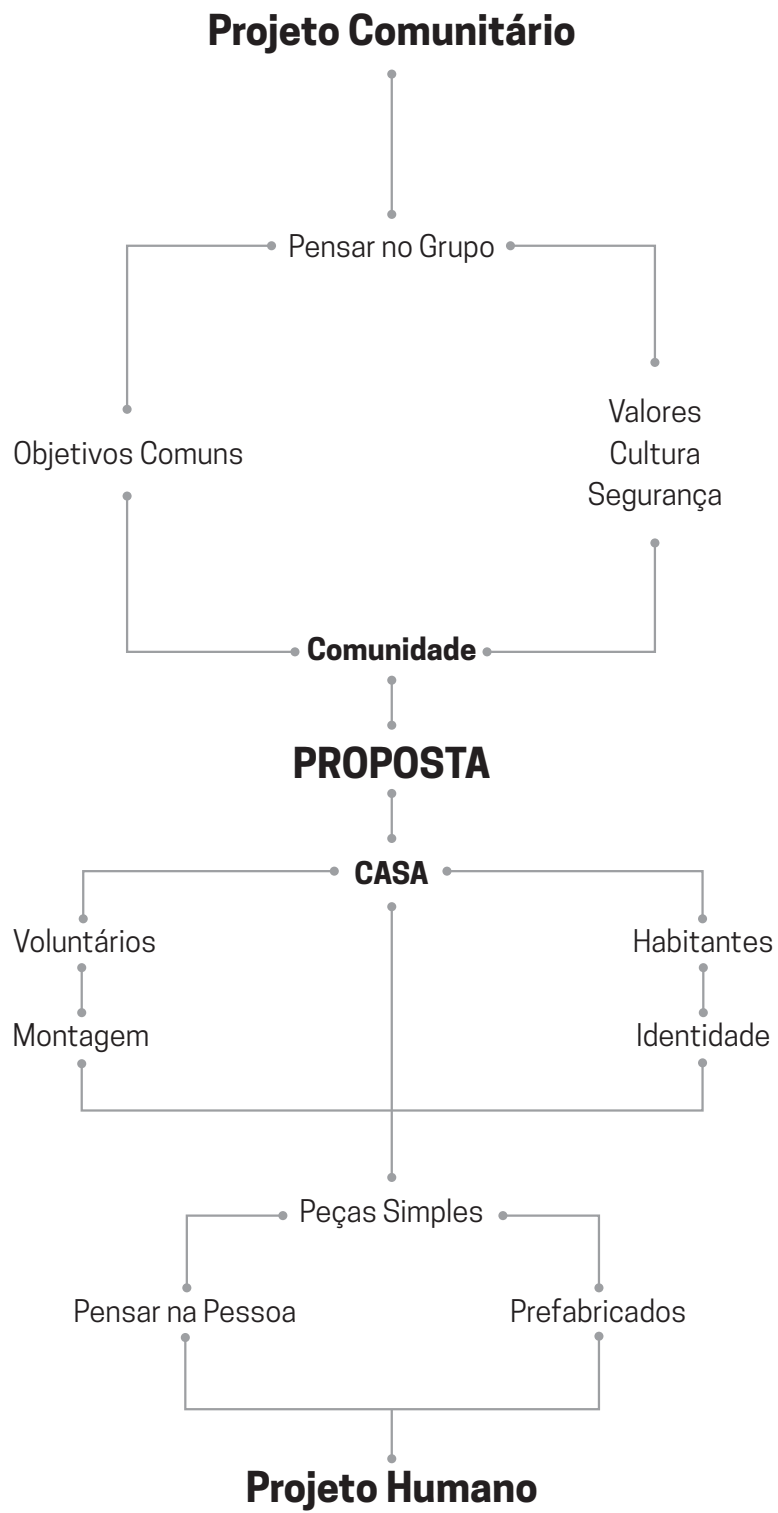 Projeto Comunitário
Pensar no Grupo
Objetivos Comuns
Valores
Cultura
Segurança
Comunidade
PROPOSTA
CASA
Voluntários
Habitantes
Montagem
Identidade
Peças Simples
Pensar na Pessoa
Prefabricados
Projeto Humano